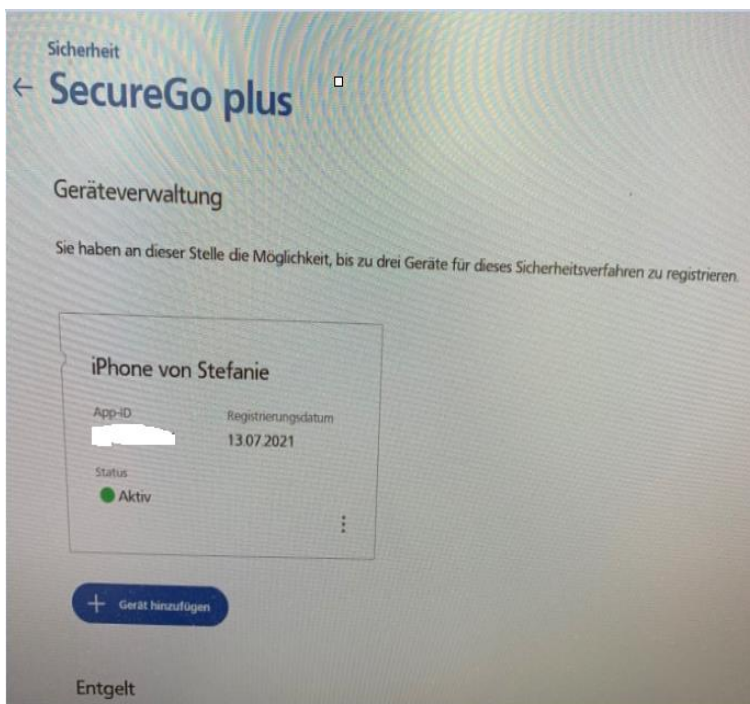 Sicherheit
← SecureGo plus
Geräteverwaltung
Sie haben an dieser Stelle die Möglichkeit, bis zu drei Geräte für dieses Sicherheitsverfahren zu registrieren.
iPhone von Stefanie
App-ID Registrierungsdatum
13.07.2021
Status
Aktiv
+ Gerät hinzufügen
Entgelt